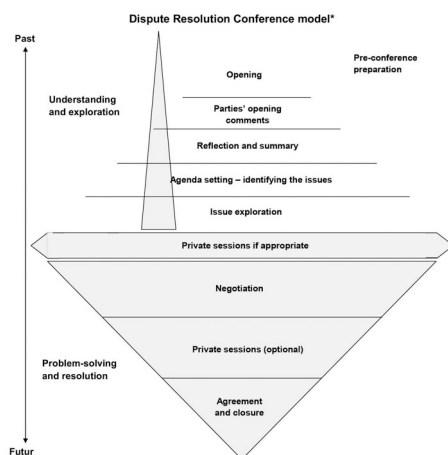 Dispute Resolution Conference model*
Past
Pre-conference
preparation
Opening
Understanding
and exploration
Parties' opening
comments
Reflection and summary
Agenda setting – identifying the issues
Issue exploration
Private sessions if appropriate
Negotiation
Private sessions (optional)
Problem-solving
and resolution
Agreement
and closure
Futur